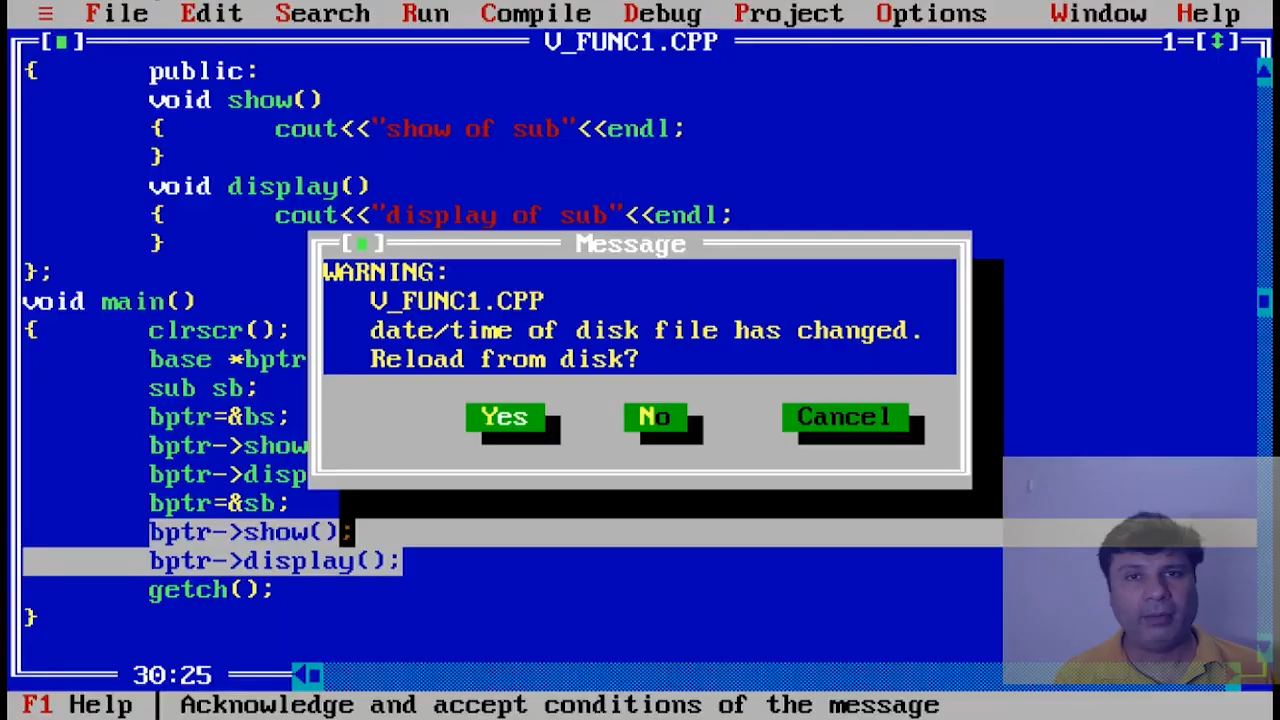 ≡ File Edit Search Run Compile Debug Project Options Window Help
[■] V_FUNC1.CPP 1=[↕]
{ public:
void show()
{ cout<<"show of sub"<<endl;
}
void display()
{ cout<<"display of sub"<<endl;
}
};
void main()
{ clrscr();
base *bptr
sub sb;
bptr=&bs;
bptr->show
bptr->disp
bptr=&sb;
bptr->show();
bptr->display();
getch();
}
[■] Message
WARNING:
V_FUNC1.CPP
date/time of disk file has changed.
Reload from disk?
Yes No Cancel
30:25
F1 Help | Acknowledge and accept conditions of the message